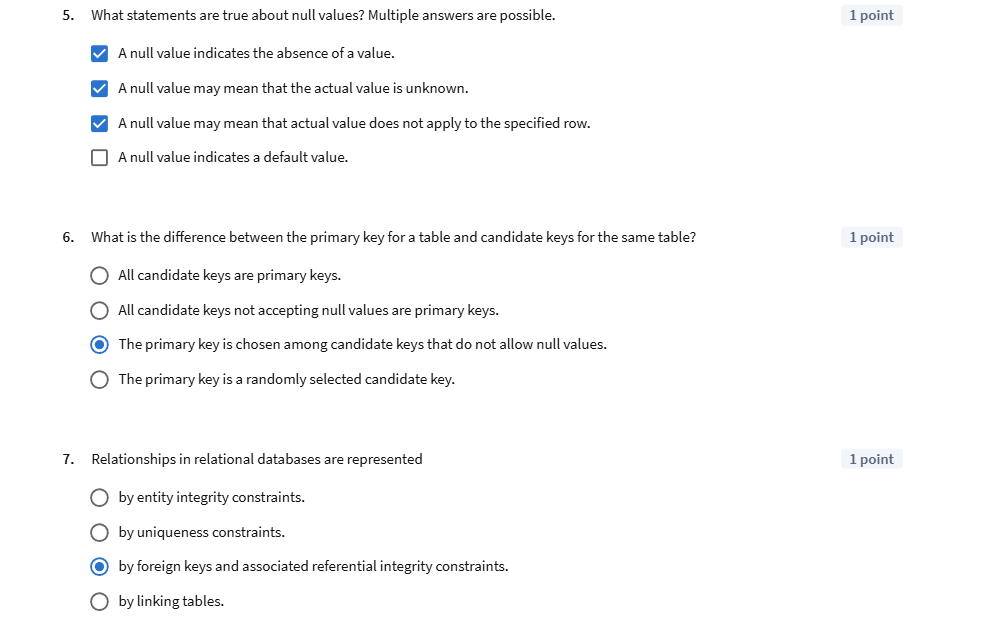 5. What statements are true about null values? Multiple answers are possible. 1 point
A null value indicates the absence of a value.
A null value may mean that the actual value is unknown.
A null value may mean that actual value does not apply to the specified row.
A null value indicates a default value.
6. What is the difference between the primary key for a table and candidate keys for the same table? 1 point
All candidate keys are primary keys.
All candidate keys not accepting null values are primary keys.
The primary key is chosen among candidate keys that do not allow null values.
The primary key is a randomly selected candidate key.
7. Relationships in relational databases are represented 1 point
by entity integrity constraints.
by uniqueness constraints.
by foreign keys and associated referential integrity constraints.
by linking tables.